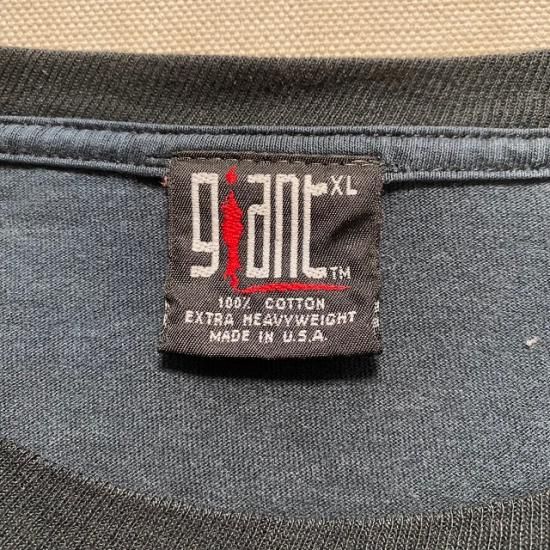 giant XL
TM
100% COTTON
EXTRA HEAVYWEIGHT
MADE IN U.S.A.